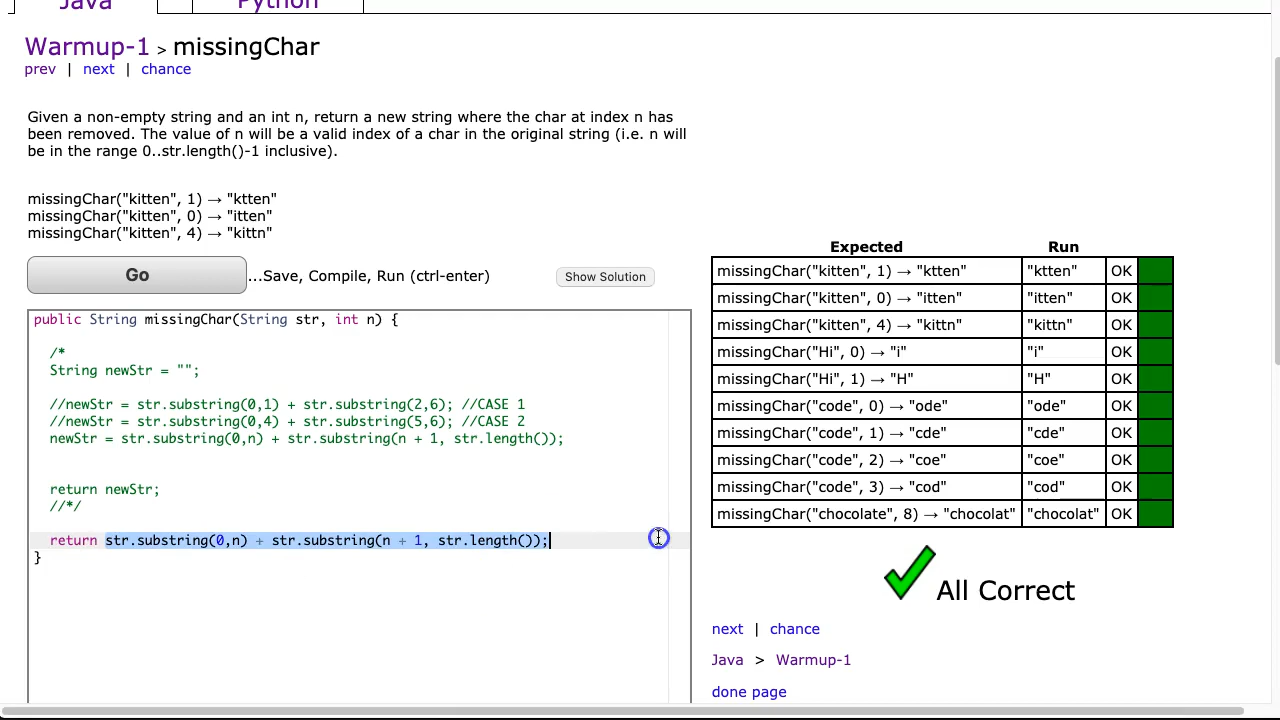 Java Python
Warmup-1 > missingChar
prev | next | chance
Given a non-empty string and an int n, return a new string where the char at index n has
been removed. The value of n will be a valid index of a char in the original string (i.e. n will
be in the range 0..str.length()-1 inclusive).
missingChar("kitten", 1) → "ktten"
missingChar("kitten", 0) → "itten"
missingChar("kitten", 4) → "kittn"
Go ...Save, Compile, Run (ctrl-enter) Show Solution
public String missingChar(String str, int n) {
/*
String newStr = "";
//newStr = str.substring(0,1) + str.substring(2,6); //CASE 1
//newStr = str.substring(0,4) + str.substring(5,6); //CASE 2
newStr = str.substring(0,n) + str.substring(n + 1, str.length());
return newStr;
//*/
return str.substring(0,n) + str.substring(n + 1, str.length());
}
Expected Run
missingChar("kitten", 1) → "ktten" "ktten" OK
missingChar("kitten", 0) → "itten" "itten" OK
missingChar("kitten", 4) → "kittn" "kittn" OK
missingChar("Hi", 0) → "i" "i" OK
missingChar("Hi", 1) → "H" "H" OK
missingChar("code", 0) → "ode" "ode" OK
missingChar("code", 1) → "cde" "cde" OK
missingChar("code", 2) → "coe" "coe" OK
missingChar("code", 3) → "cod" "cod" OK
missingChar("chocolate", 8) → "chocolat" "chocolat" OK
All Correct
next | chance
Java > Warmup-1
done page